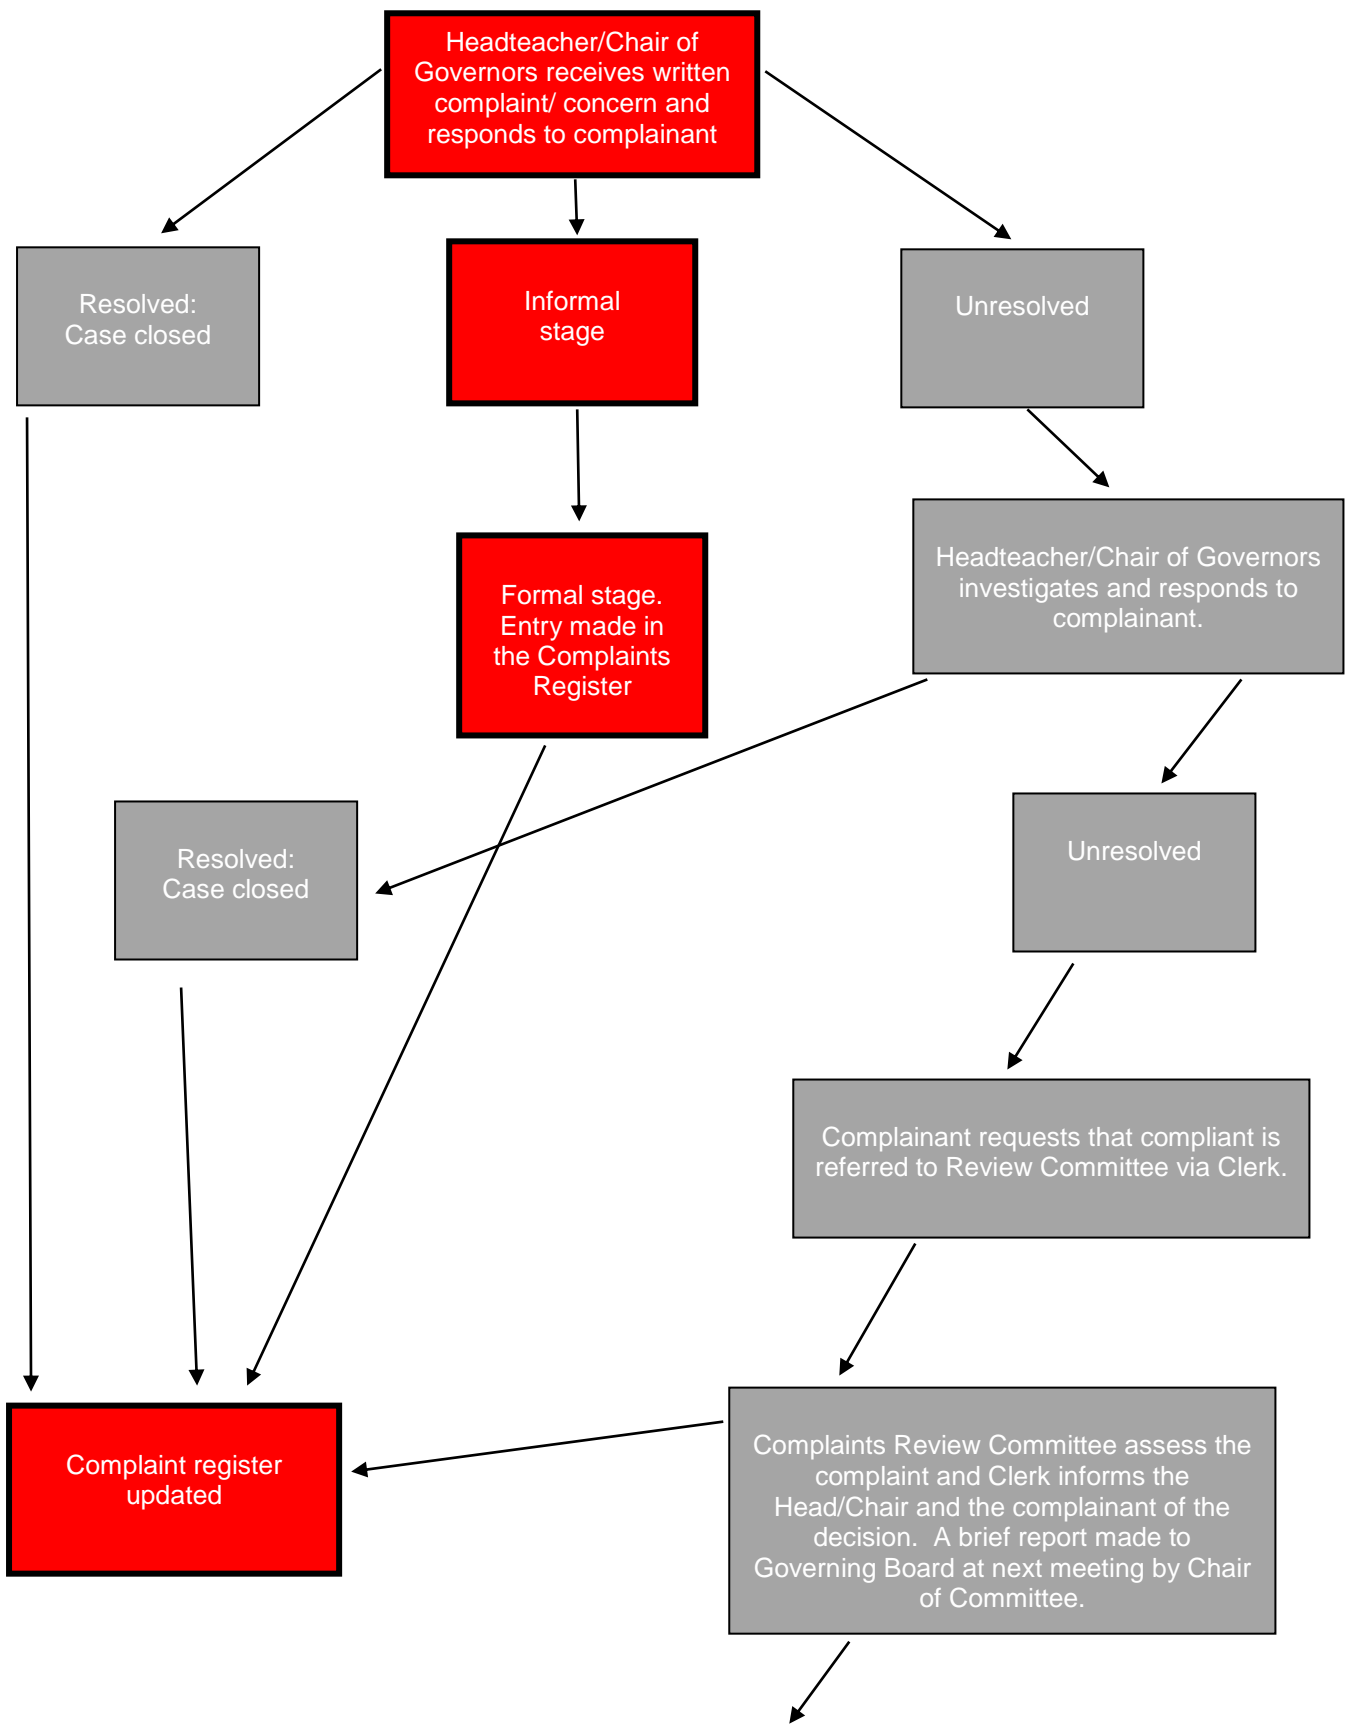 Headteacher/Chair of
Governors receives written
complaint/ concern and
responds to complainant
Resolved:
Case closed
Informal
stage
Unresolved
Headteacher/Chair of Governors
investigates and responds to
complainant.
Formal stage.
Entry made in
the Complaints
Register
Resolved:
Case closed
Unresolved
Complainant requests that compliant is
referred to Review Committee via Clerk.
Complaint register
updated
Complaints Review Committee assess the
complaint and Clerk informs the
Head/Chair and the complainant of the
decision.  A brief report made to
Governing Board at next meeting by Chair
of Committee.